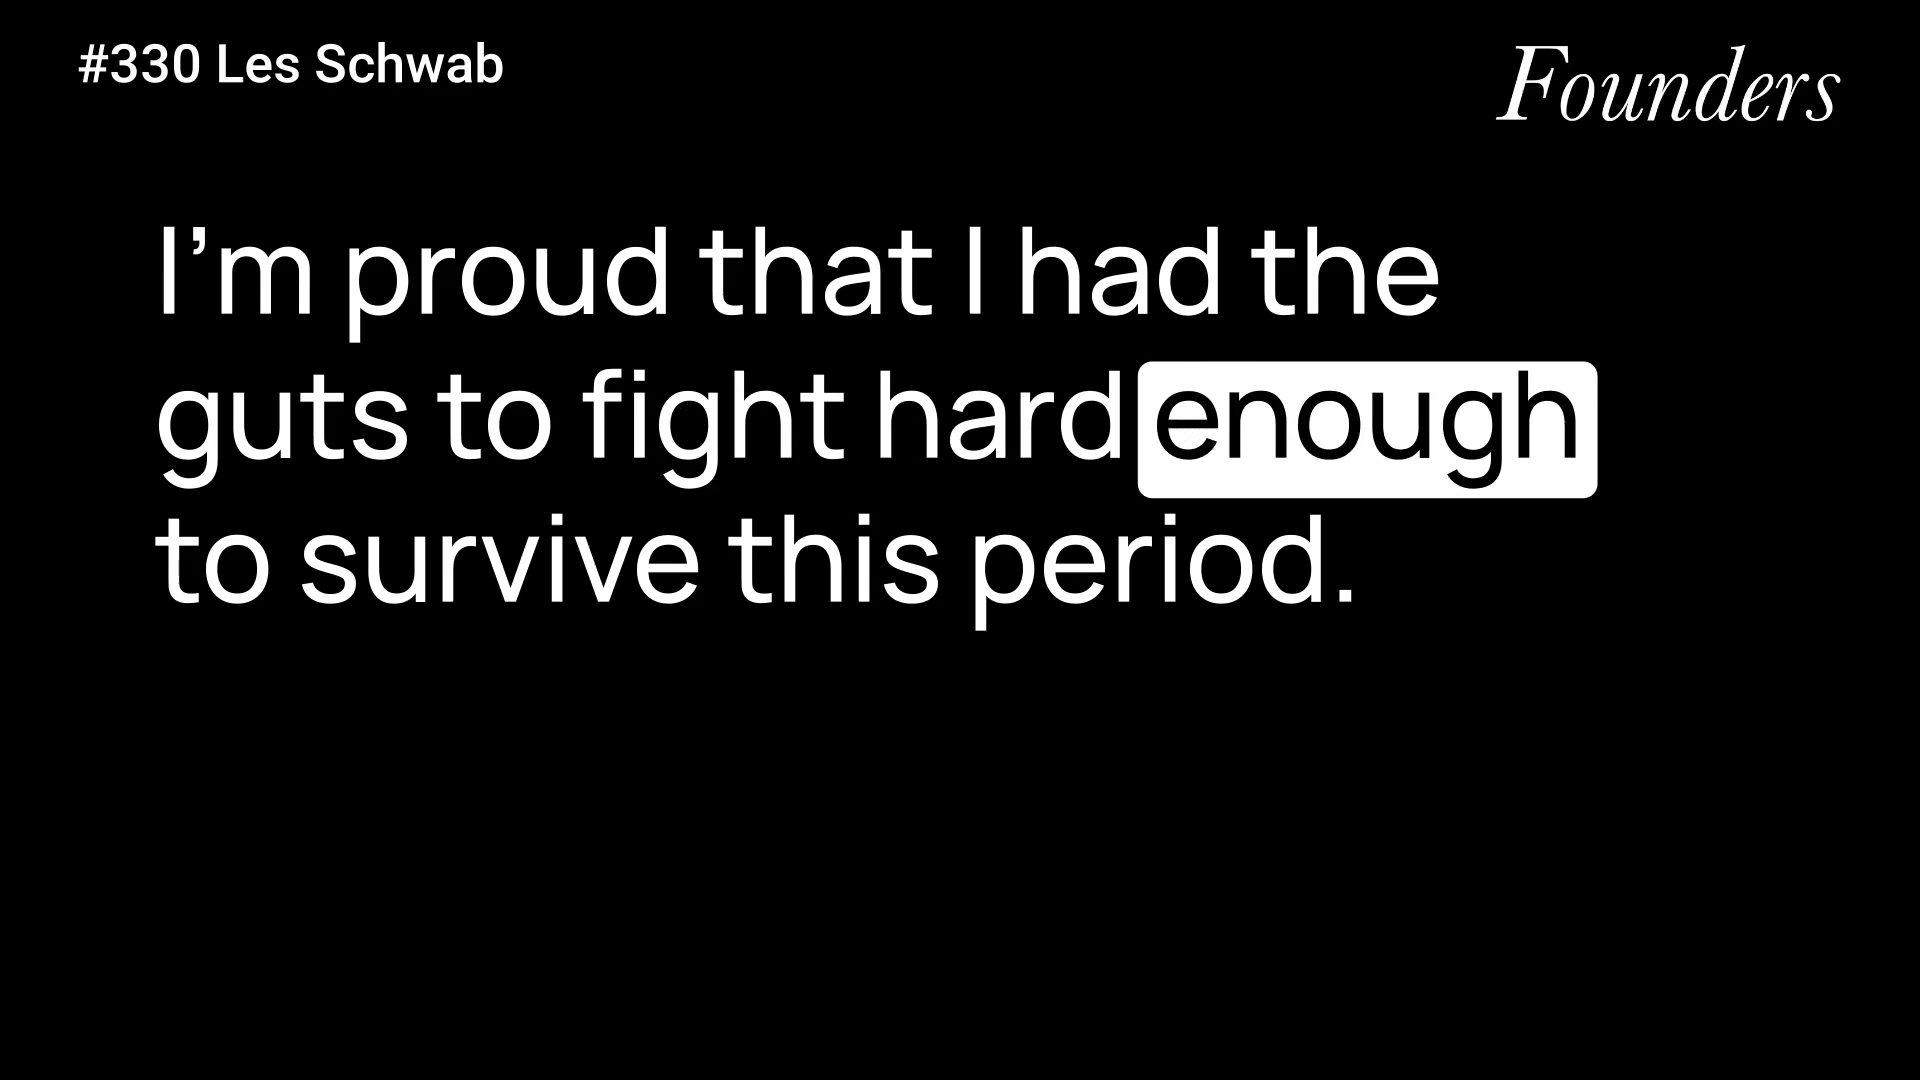 #330 Les Schwab
Founders
I’m proud that I had the
guts to fight hard enough
to survive this period.